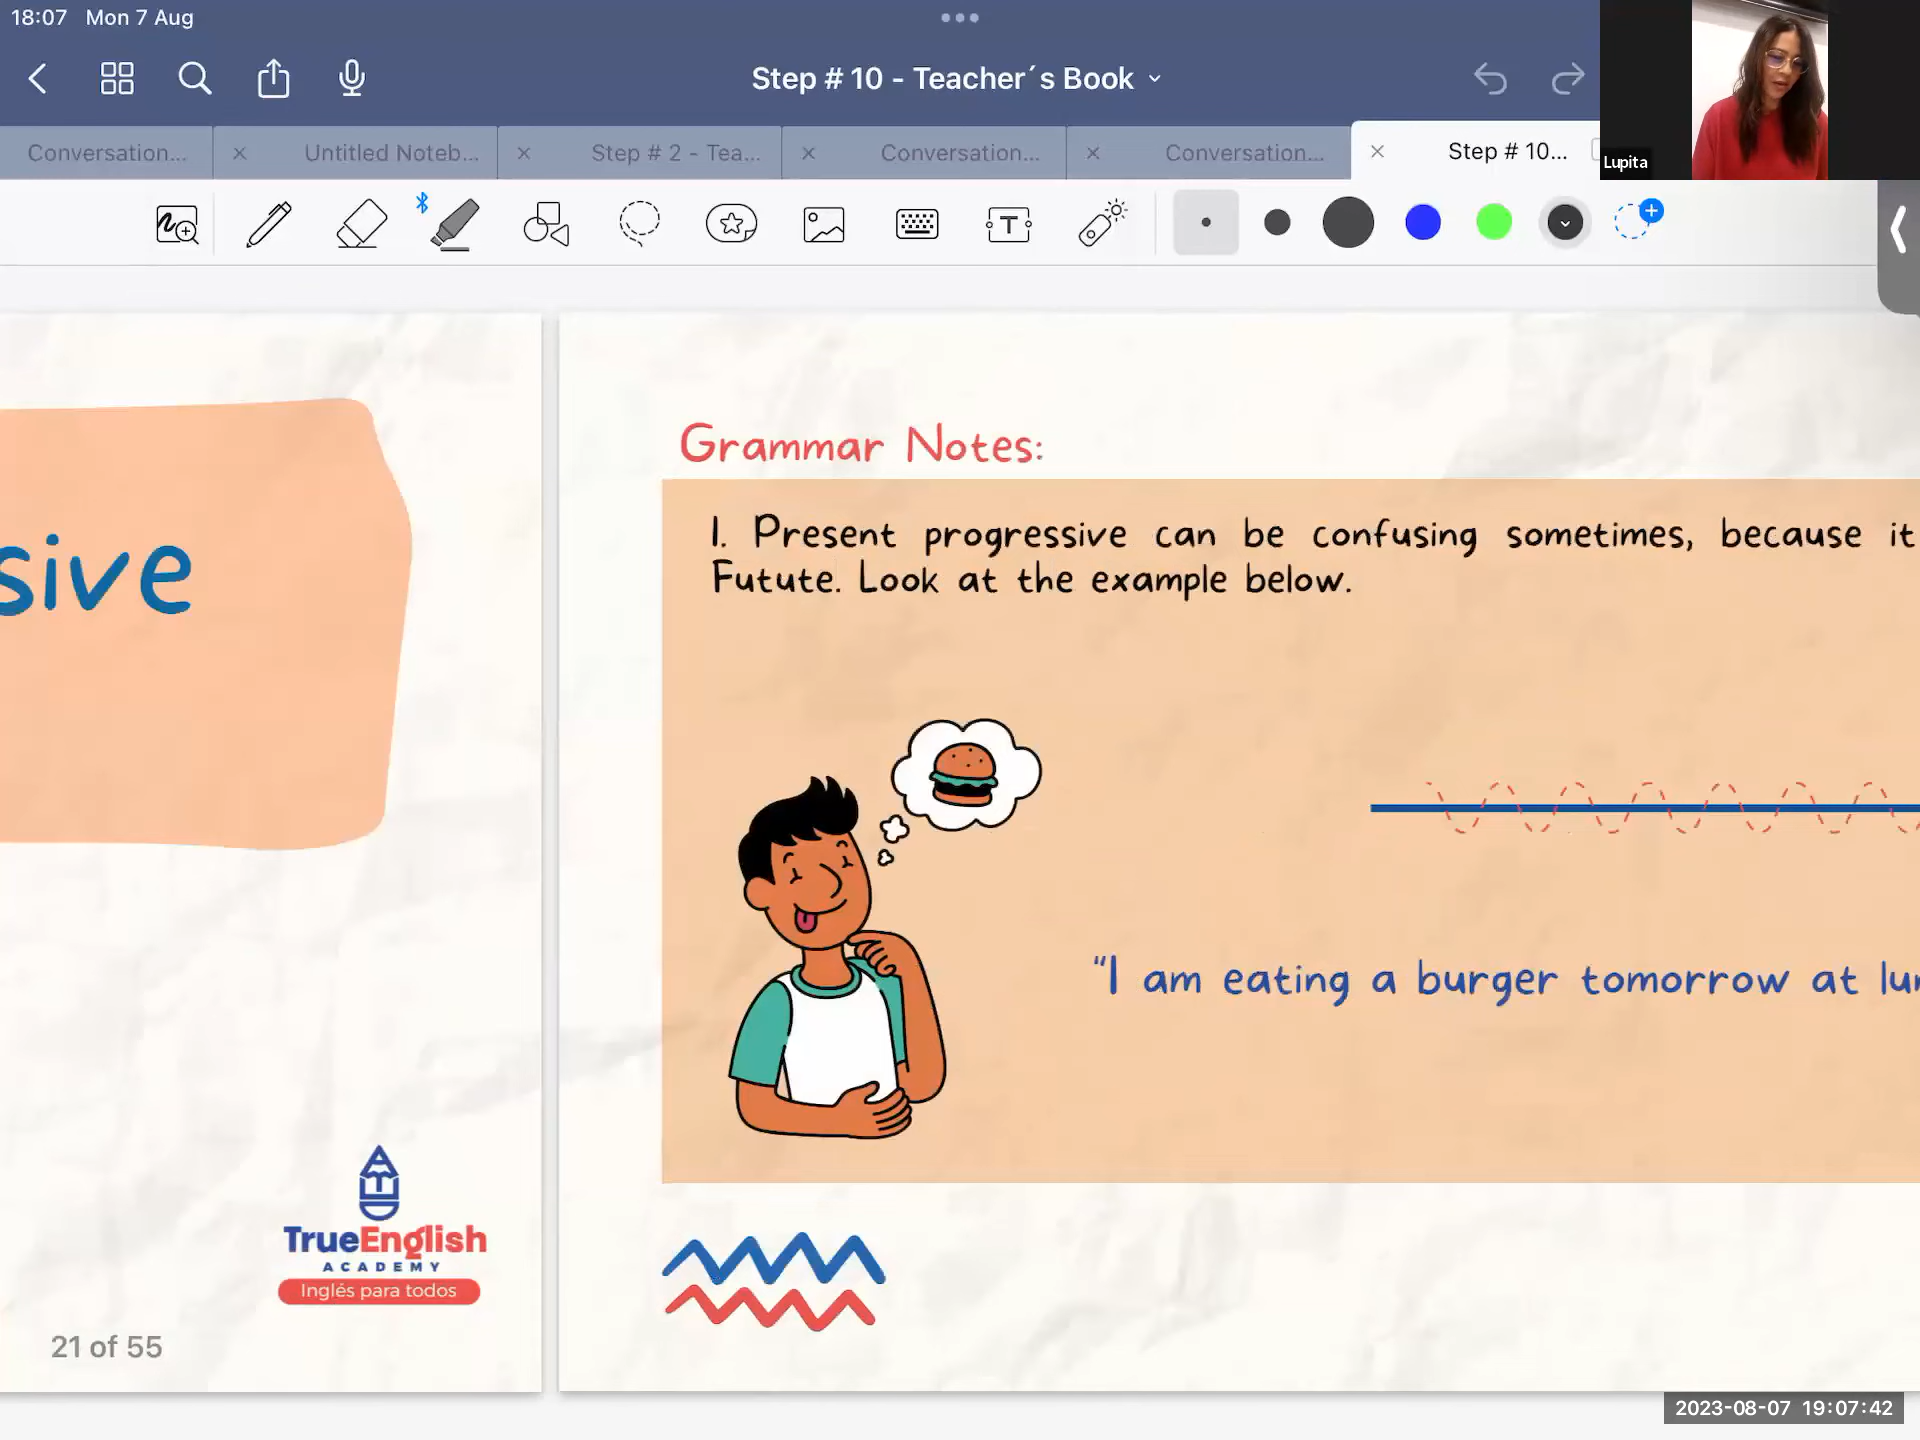 18:07 Mon 7 Aug
Step # 10 - Teacher´s Book
Conversation...
Untitled Noteb...
Step # 2 - Tea...
Conversation...
Conversation...
Step # 10...
Lupita
T
Grammar Notes:
1. Present progressive can be confusing sometimes, because it
Futute. Look at the example below.
sive
"I am eating a burger tomorrow at lun
TrueEnglish
ACADEMY
Inglés para todos
21 of 55
2023-08-07 19:07:42